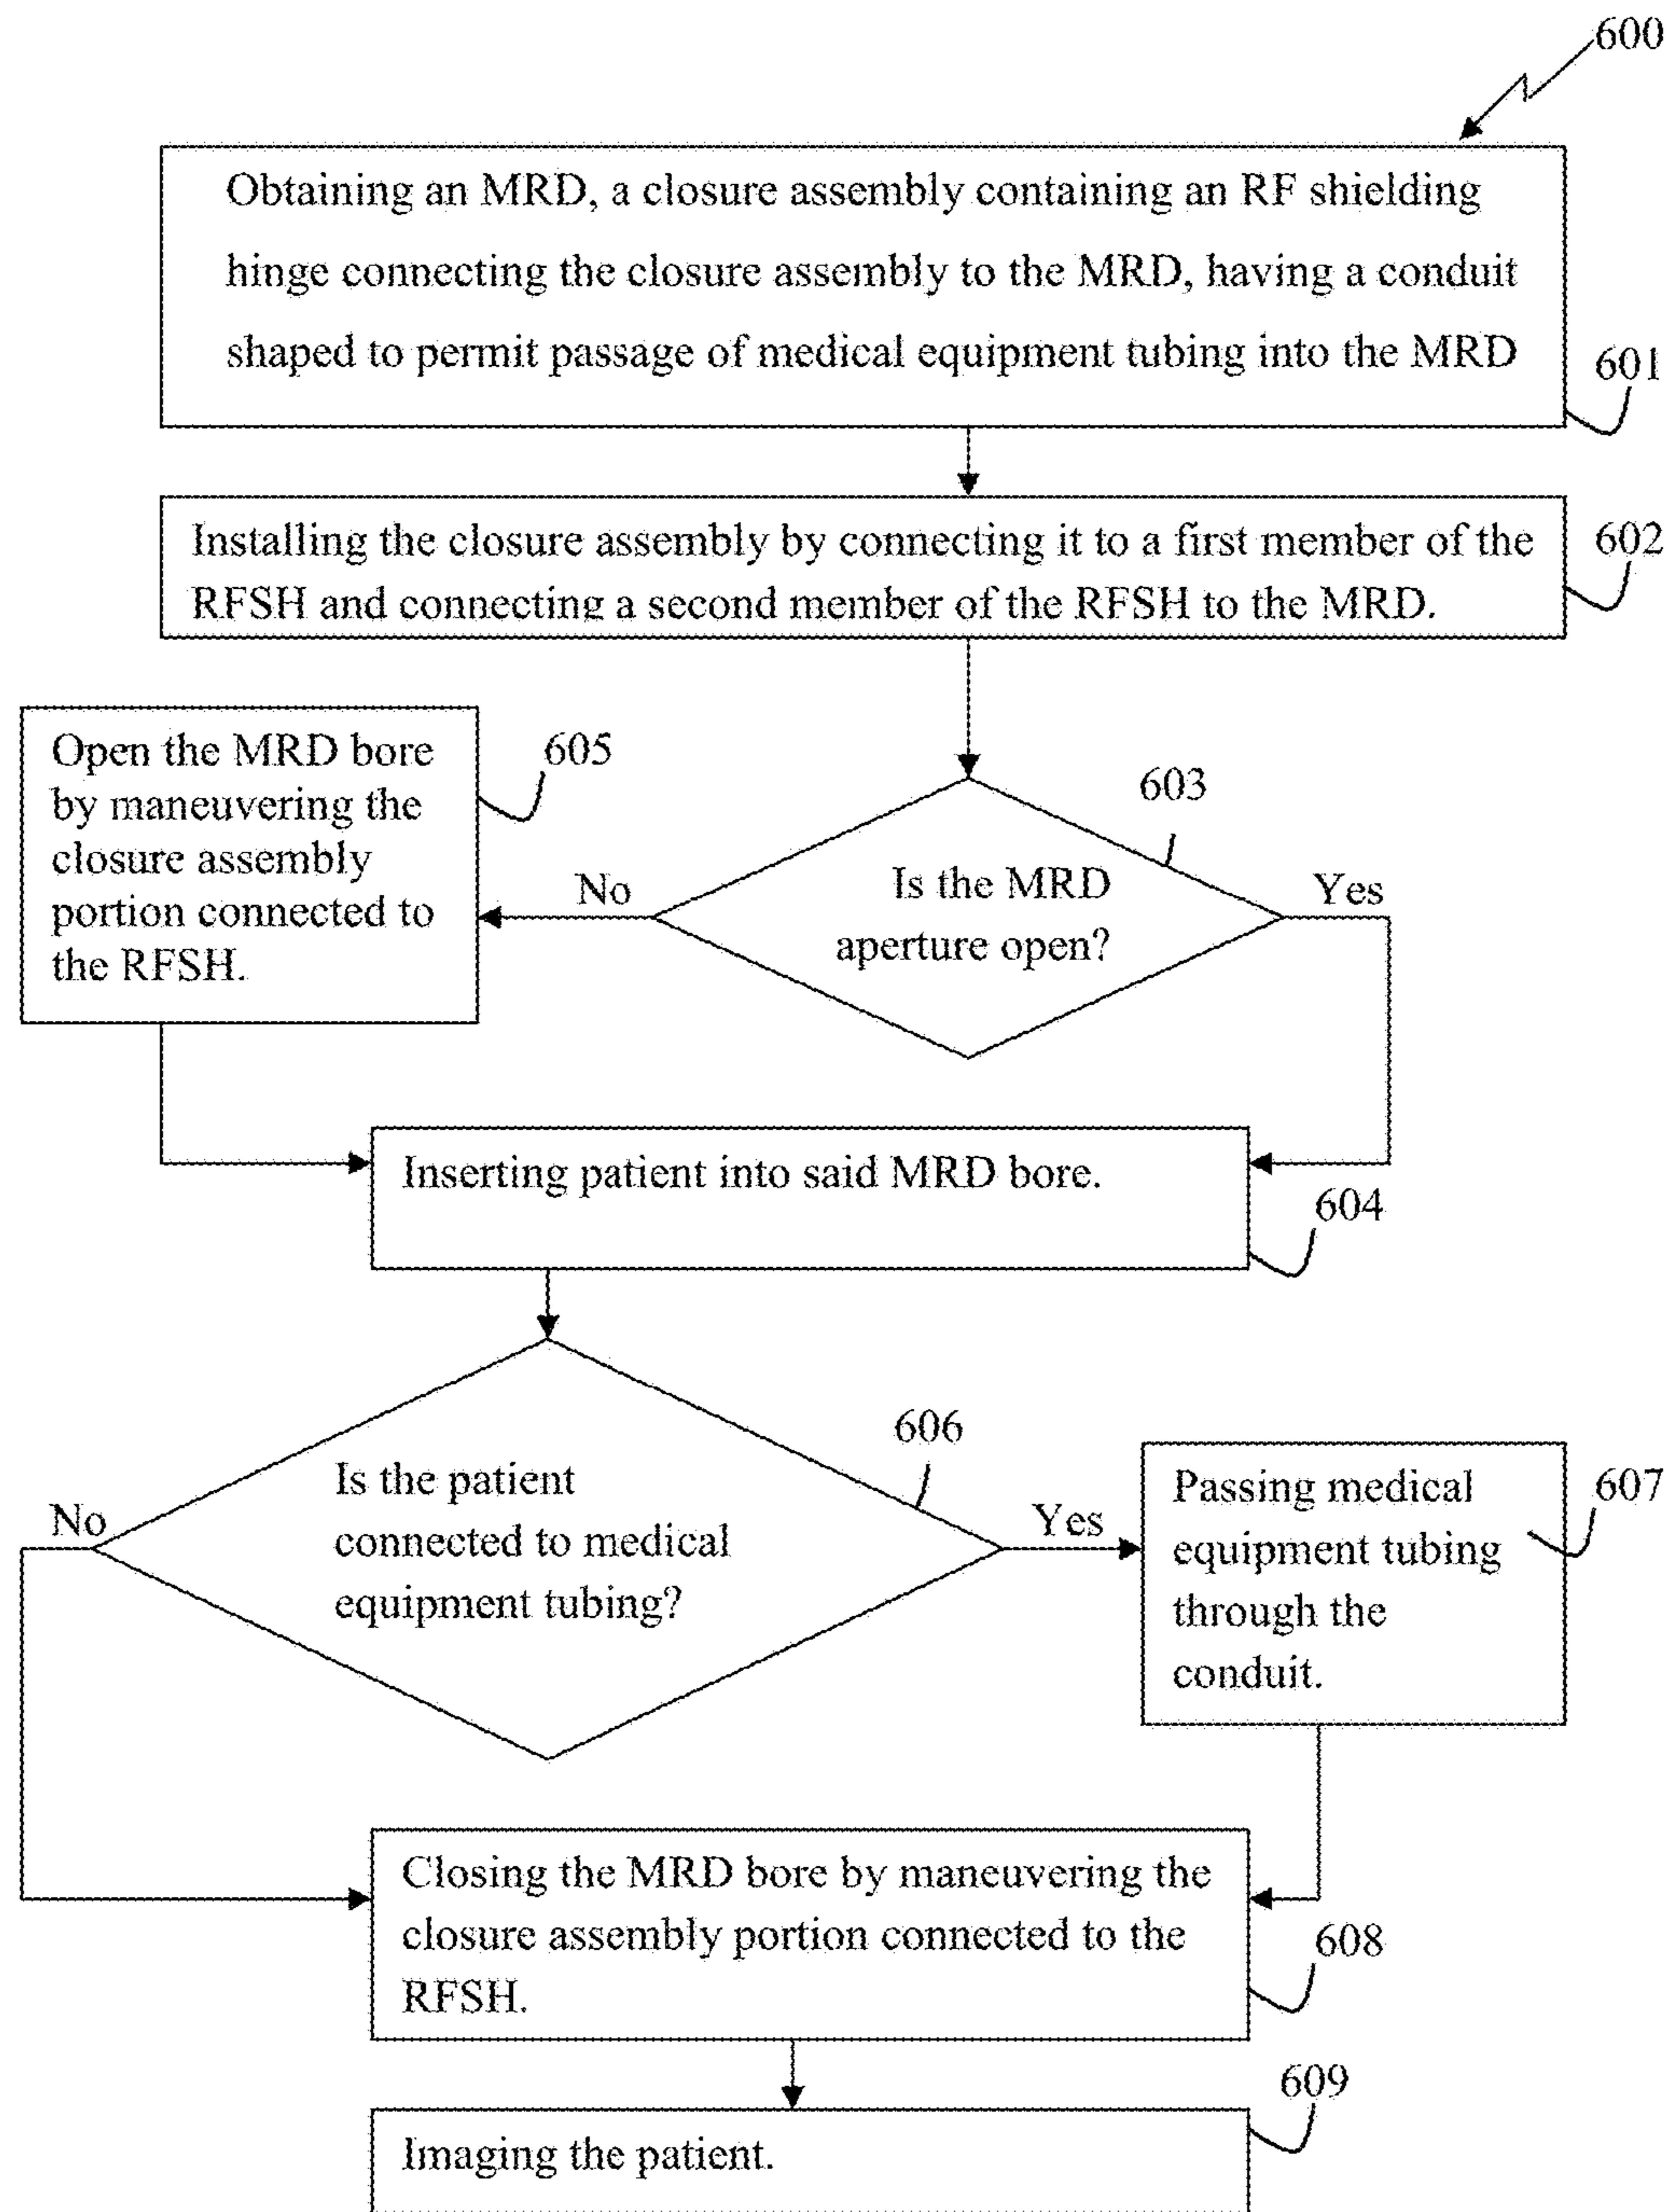 600
Obtaining an MRD, a closure assembly containing an RF shielding
hinge connecting the closure assembly to the MRD, having a conduit
shaped to permit passage of medical equipment tubing into the MRD
601
Installing the closure assembly by connecting it to a first member of the
RFSH and connecting a second member of the RFSH to the MRD.
602
603
Is the MRD
aperture open?
No
Yes
605
Open the MRD bore
by maneuvering the
closure assembly
portion connected to
the RFSH.
Inserting patient into said MRD bore.
604
606
Is the patient
connected to medical
equipment tubing?
No
Yes
607
Passing medical
equipment tubing
through the
conduit.
Closing the MRD bore by maneuvering the
closure assembly portion connected to the
RFSH.
608
609
Imaging the patient.